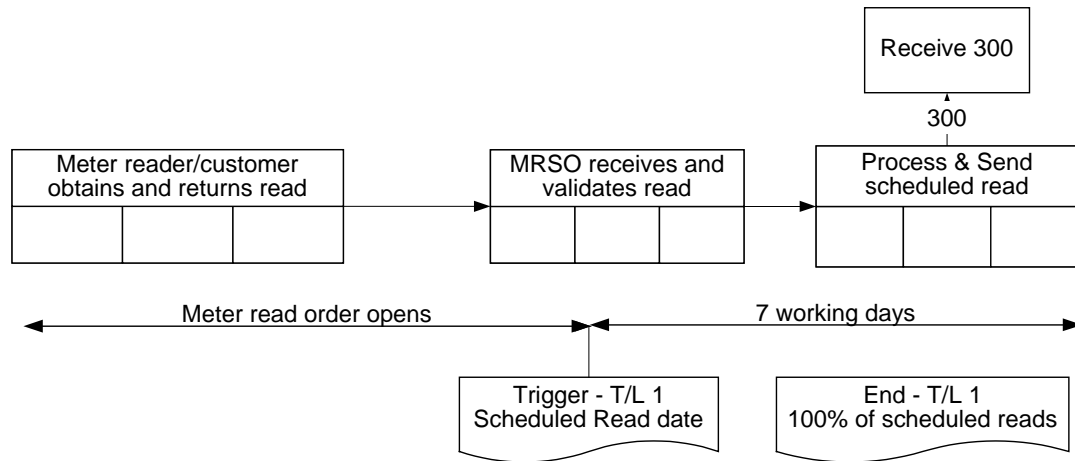 Receive 300
300
Meter reader/customer
obtains and returns read
MRSO receives and
validates read
Process & Send
scheduled read
Meter read order opens
7 working days
Trigger - T/L 1
Scheduled Read date
End - T/L 1
100% of scheduled reads